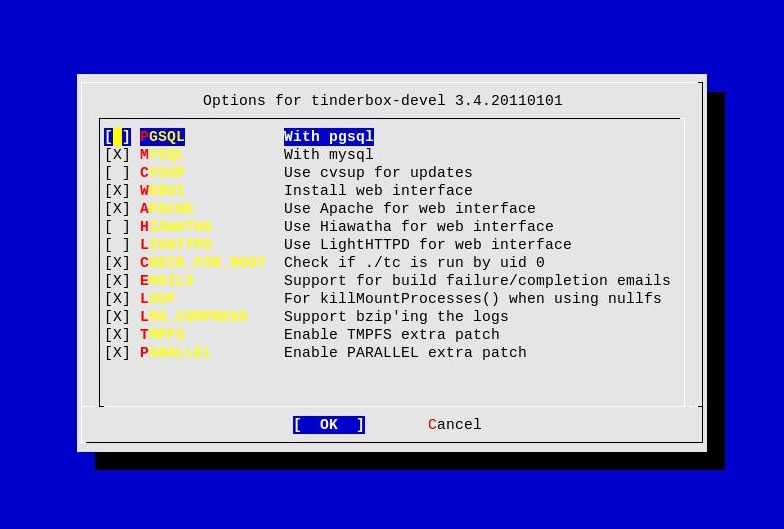 Options for tinderbox-devel 3.4.20110101
[ ] PGSQL With pgsql
[X] MYSQL With mysql
[ ] CVSUP Use cvsup for updates
[X] WEBUI Install web interface
[X] APACHE Use Apache for web interface
[ ] HIAWATHA Use Hiawatha for web interface
[ ] LIGHTTPD Use LightHTTPD for web interface
[X] CHECK_FOR_ROOT Check if ./tc is run by uid 0
[X] EMAILS Support for build failure/completion emails
[X] LSOF For killMountProcesses() when using nullfs
[X] LOG_COMPRESS Support bzip'ing the logs
[X] TMPFS Enable TMPFS extra patch
[X] PARALLEL Enable PARALLEL extra patch
[ OK ] Cancel